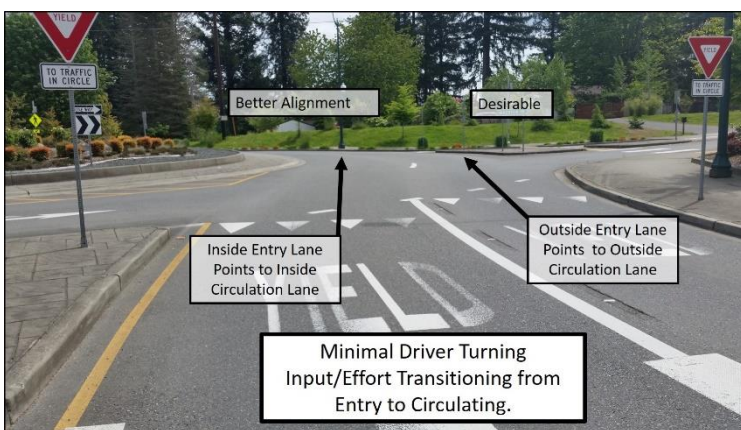 YIELD
TO TRAFFIC
IN CIRCLE
YIELD
TO TRAFFIC
IN CIRCLE
Better Alignment
Desirable
Inside Entry Lane
Points to Inside
Circulation Lane
Outside Entry Lane
Points to Outside
Circulation Lane
YIELD
Minimal Driver Turning
Input/Effort Transitioning from
Entry to Circulating.